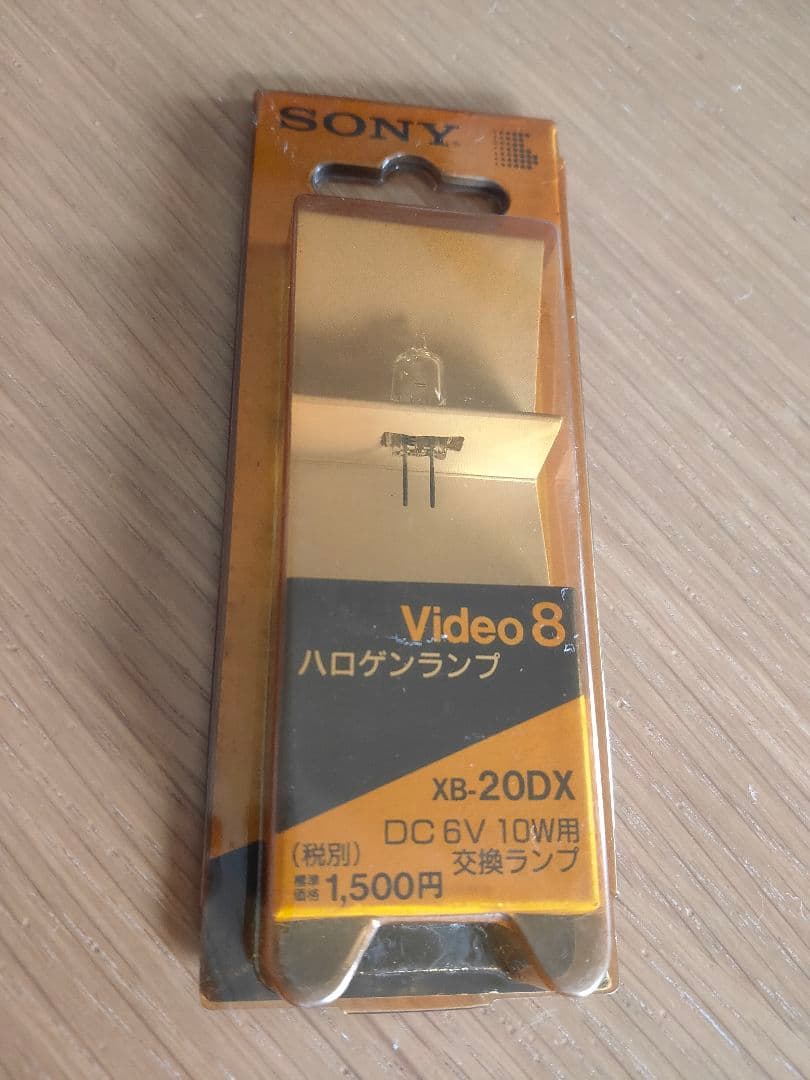 SONY
Video 8
ハロゲンランプ
XB-20DX
DC 6V 10W用
交換ランプ
(税別)
標準価格 1,500円